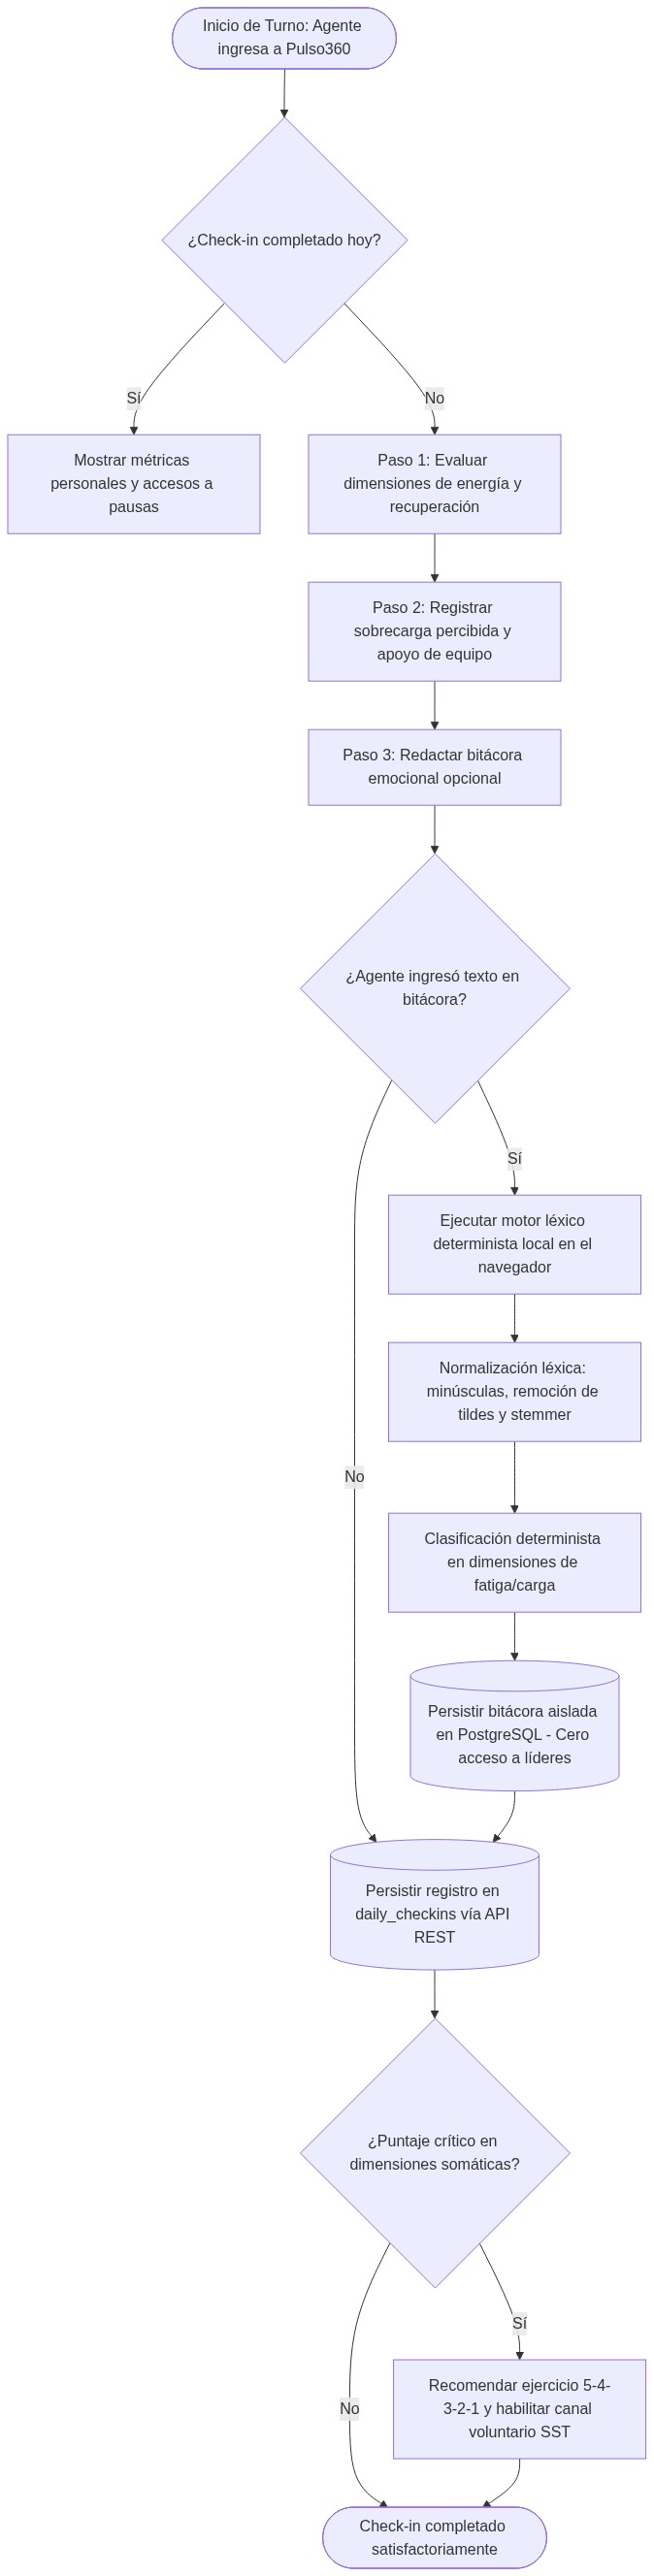 Inicio de Turno: Agente
ingresa a Pulso360
¿Check-in completado hoy?
Sí
No
Mostrar métricas
personales y accesos a
pausas
Paso 1: Evaluar
dimensiones de energía y
recuperación
Paso 2: Registrar
sobrecarga percibida y
apoyo de equipo
Paso 3: Redactar bitácora
emocional opcional
¿Agente ingresó texto en
bitácora?
Sí
Ejecutar motor léxico
determinista local en el
navegador
Normalización léxica:
minúsculas, remoción de
tildes y stemmer
No
Clasificación determinista
en dimensiones de
fatiga/carga
Persistir bitácora aislada
en PostgreSQL - Cero
acceso a líderes
Persistir registro en
daily_checkins vía API
REST
¿Puntaje crítico en
dimensiones somáticas?
Sí
No
Recomendar ejercicio 5-4-
3-2-1 y habilitar canal
voluntario SST
Check-in completado
satisfactoriamente